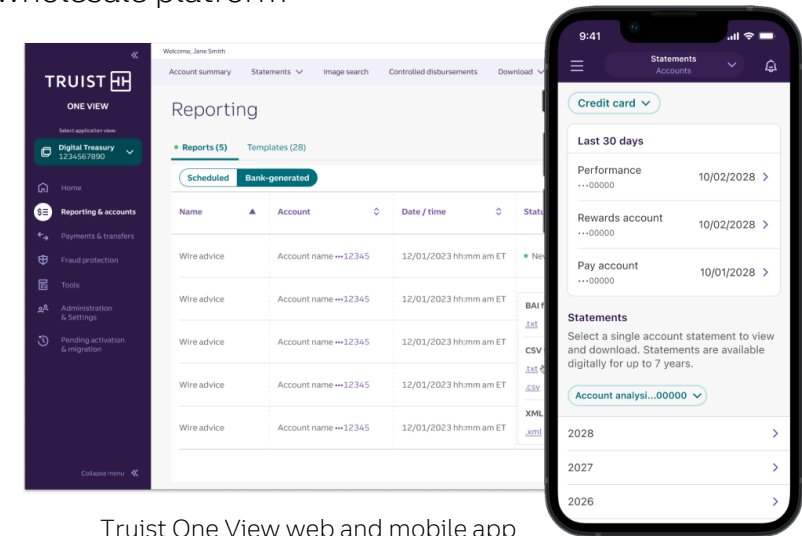 wholesale platform
TRUIST
ONE VIEW
Select application view
Digital Treasury
1234567890
Home
Reporting & accounts
Payments & transfers
Fraud protection
Tools
Administration
& Settings
Pending activation
& migration
Collapse menu
Welcome, Jane Smith
Account summary Statements Image search Controlled disbursements Download
Reporting
Reports (5) Templates (28)
Scheduled Bank-generated
Name Account Date / time
Wire advice Account name •••12345 12/01/2023 hh:mm am ET
Wire advice Account name •••12345 12/01/2023 hh:mm am ET
Wire advice Account name •••12345 12/01/2023 hh:mm am ET
Wire advice Account name •••12345 12/01/2023 hh:mm am ET
Wire advice Account name •••12345 12/01/2023 hh:mm am ET
BAI
.txt
CSV
.txt
.csv
XML
.xml
9:41
Statements
Accounts
Credit card
Last 30 days
Performance
···00000
10/02/2028
Rewards account
···00000
10/02/2028
Pay account
···00000
10/01/2028
Statements
Select a single account statement to view
and download. Statements are available
digitally for up to 7 years.
Account analysi...00000
2028
2027
2026
Truist One View web and mobile app